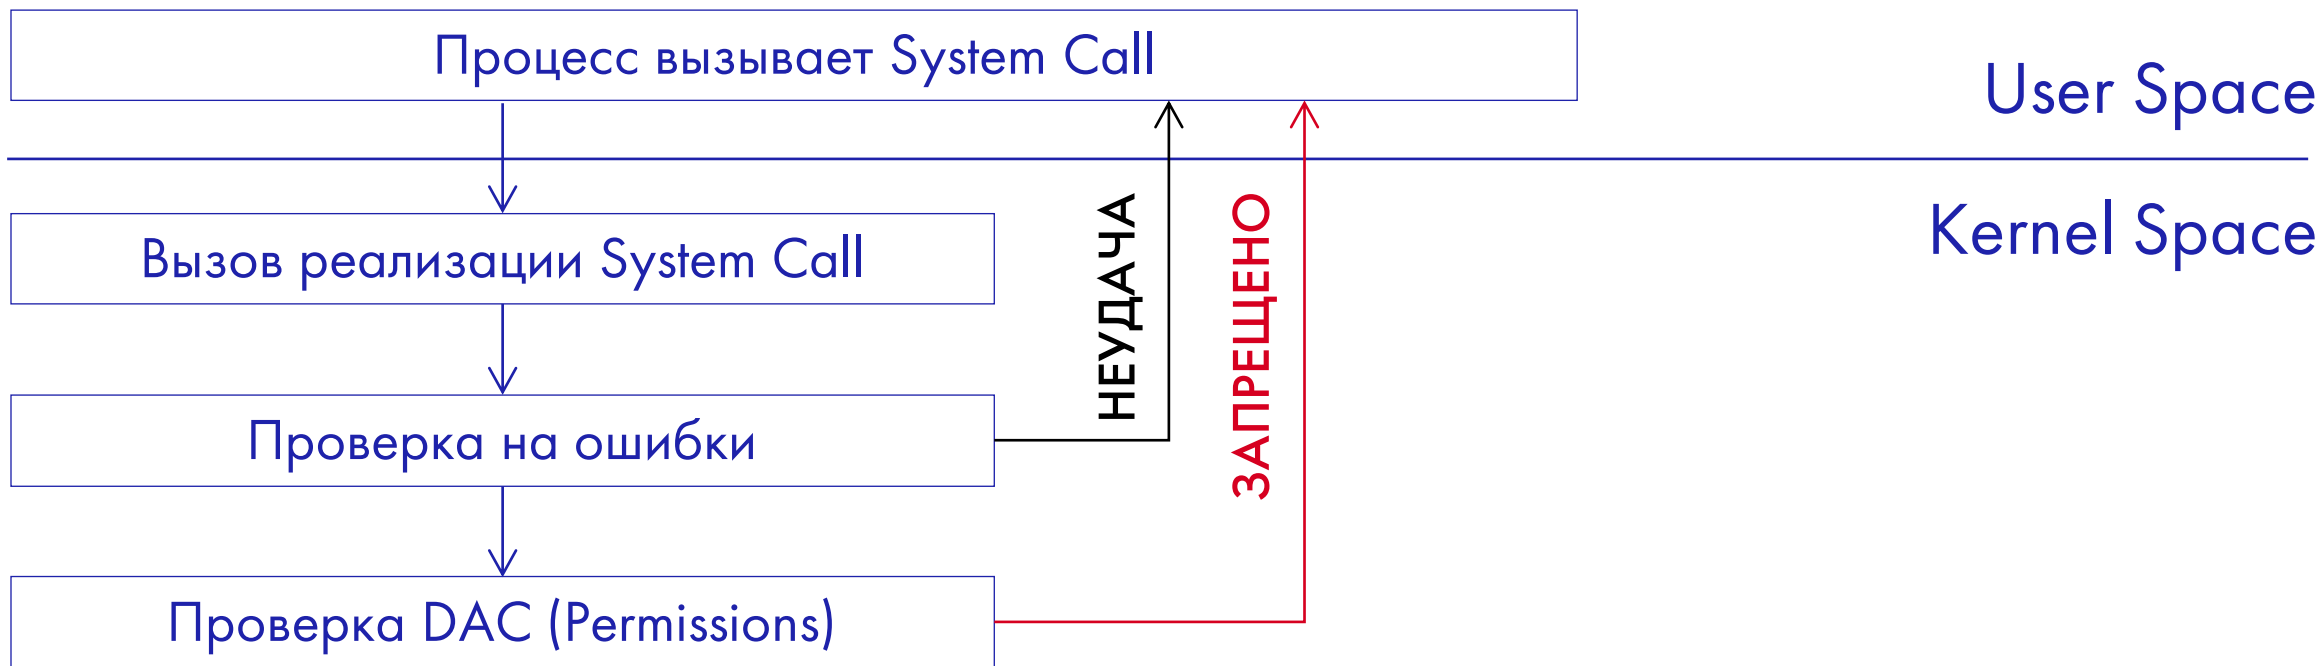 Процесс вызывает System Call
User Space
Kernel Space
Вызов реализации System Call
НЕУДАЧА
ЗАПРЕЩЕНО
Проверка на ошибки
Проверка DAC (Permissions)